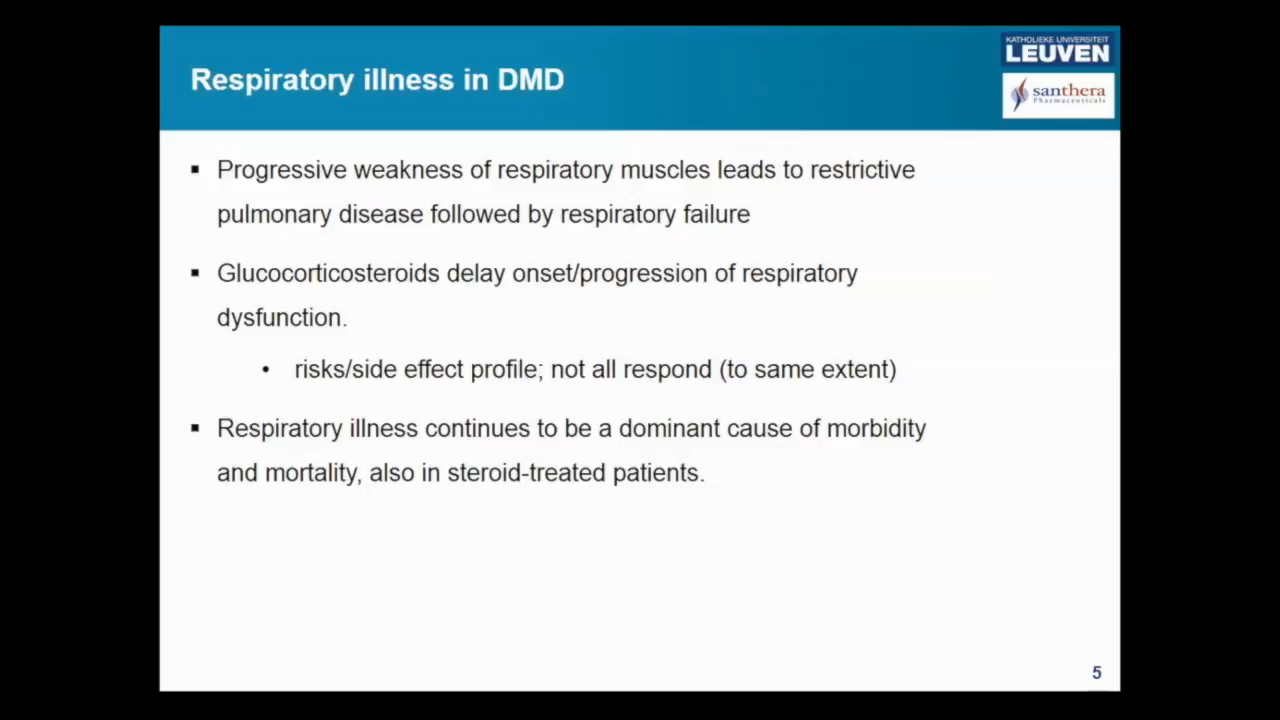 KATHOLIEKE UNIVERSITEIT
LEUVEN
Respiratory illness in DMD
santhera
Pharmaceuticals
▪ Progressive weakness of respiratory muscles leads to restrictive
pulmonary disease followed by respiratory failure
▪ Glucocorticosteroids delay onset/progression of respiratory
dysfunction.
• risks/side effect profile; not all respond (to same extent)
▪ Respiratory illness continues to be a dominant cause of morbidity
and mortality, also in steroid-treated patients.
5